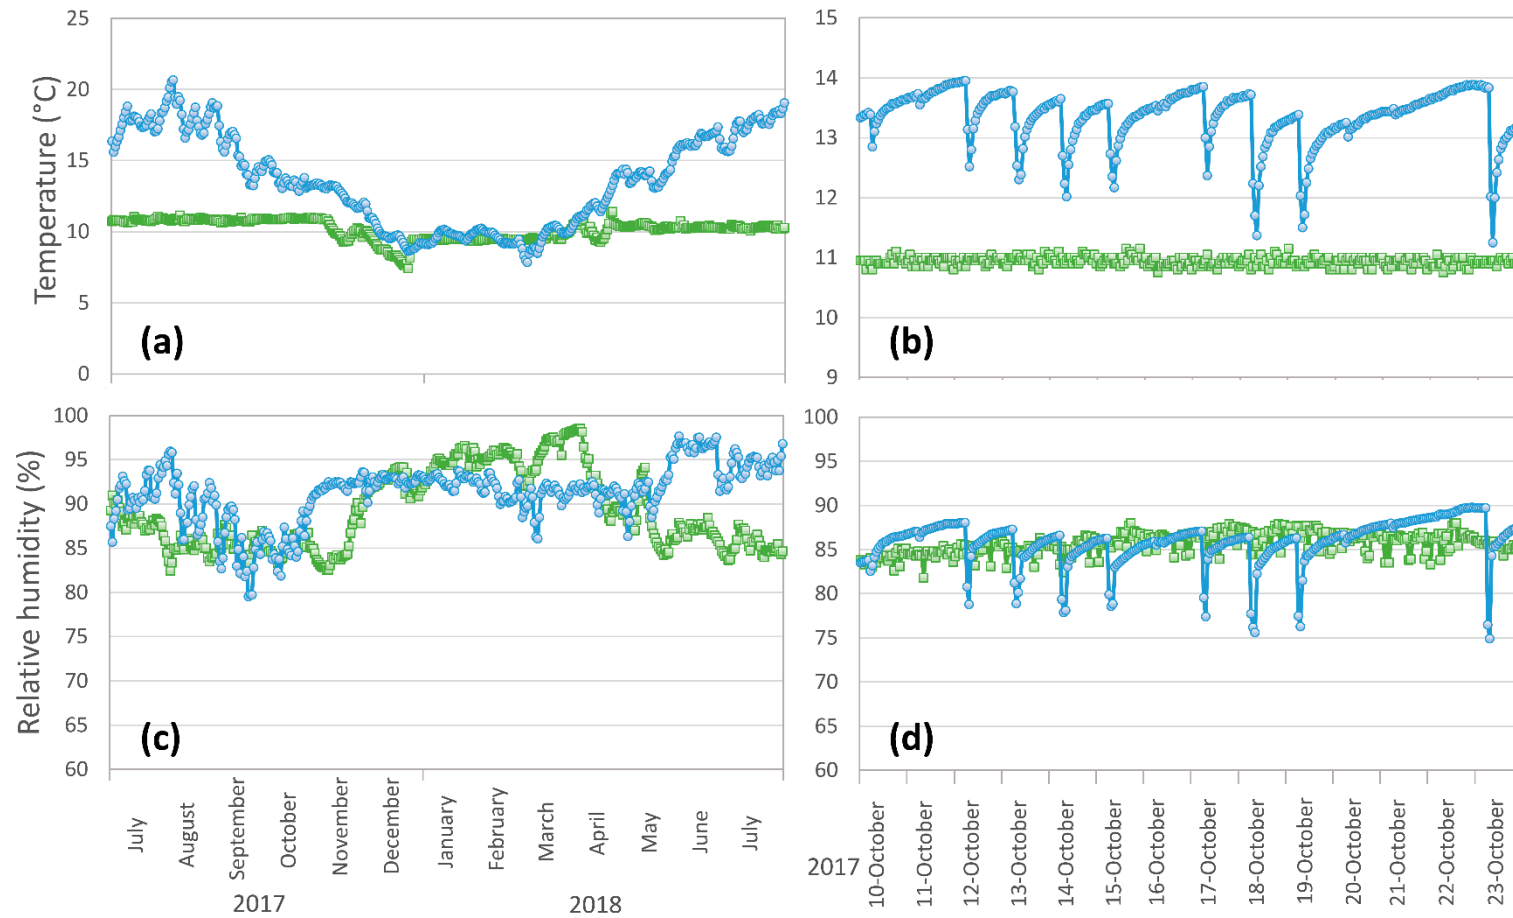 Temperature (°C)
25
20
15
10
5
0
(a)
15
14
13
12
11
10
9
(b)
Relative humidity (%)
100
95
90
85
80
75
70
65
60
(c)
100
95
90
85
80
75
70
65
60
(d)
July
August
September
October
November
December
January
February
March
April
May
June
July
2017
2018
2017
10-October
11-October
12-October
13-October
14-October
15-October
16-October
17-October
18-October
19-October
20-October
21-October
22-October
23-October